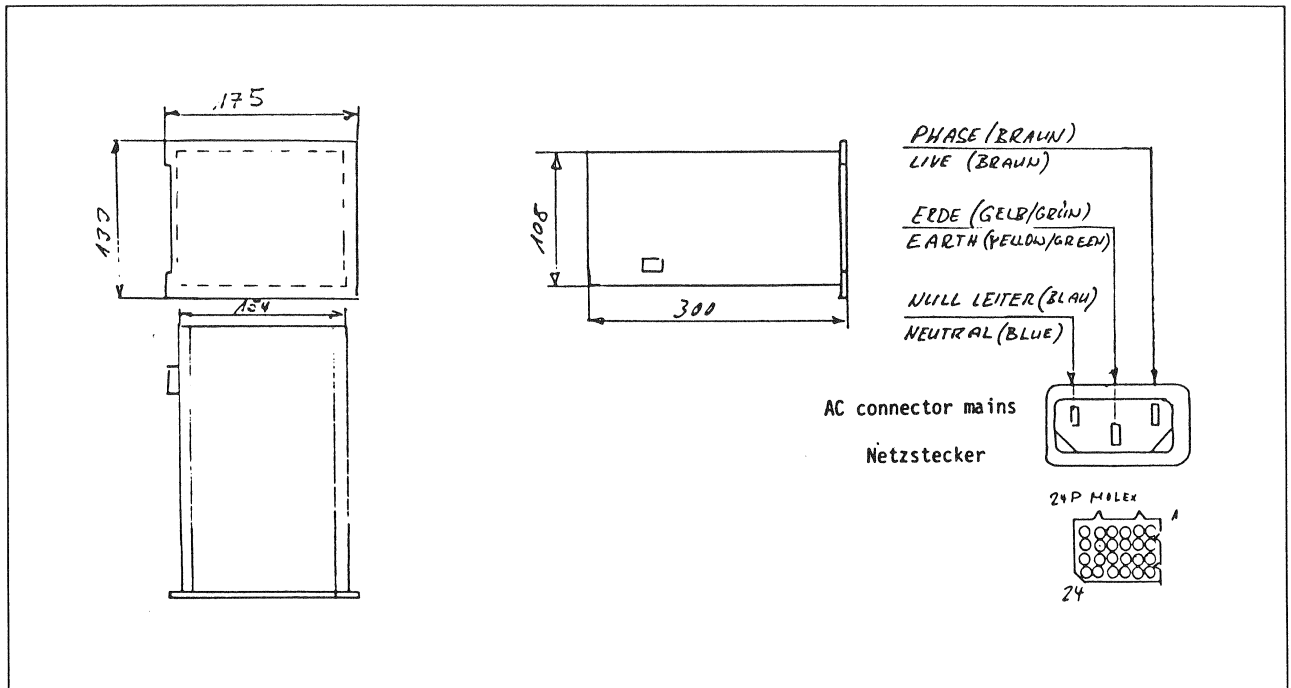 175
130
154
108
300
PHASE (BRAUN)
LIVE (BRAUN)
ERDE (GELB/GRÜN)
EARTH (YELLOW/GREEN)
NULL LEITER (BLAU)
NEUTRAL (BLUE)
AC connector mains
Netzstecker
24P MOLEX
1
24